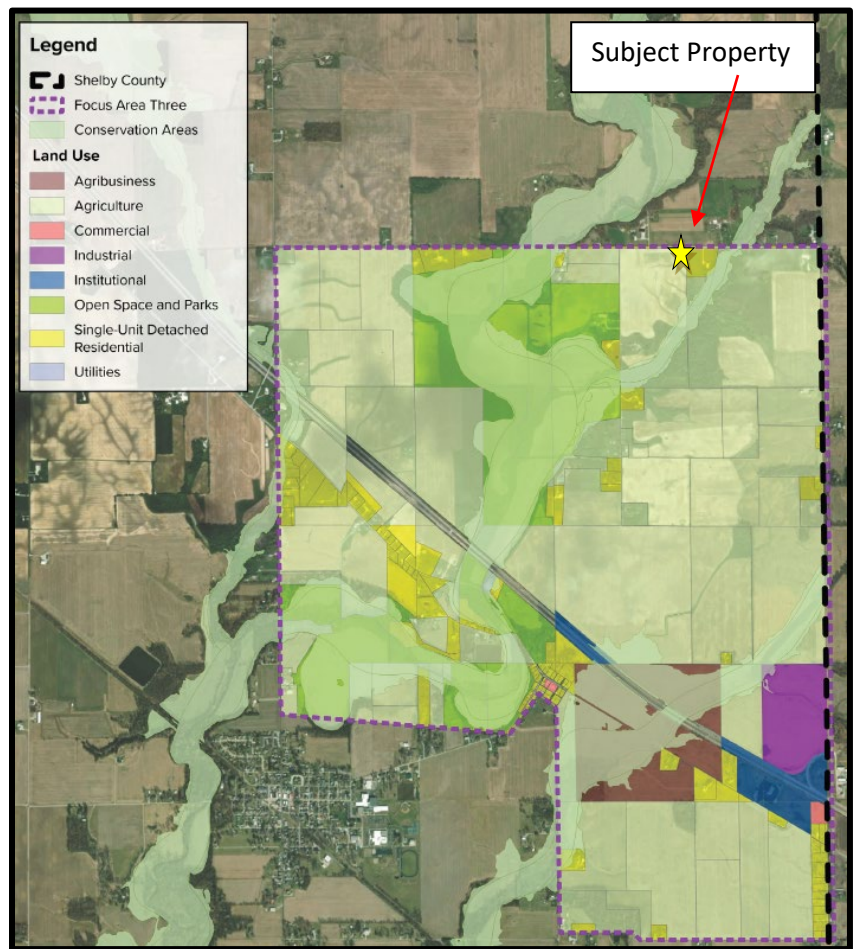 Legend
Shelby County
Focus Area Three
Conservation Areas
Land Use
Agribusiness
Agriculture
Commercial
Industrial
Institutional
Open Space and Parks
Single-Unit Detached
Residential
Utilities
Subject Property